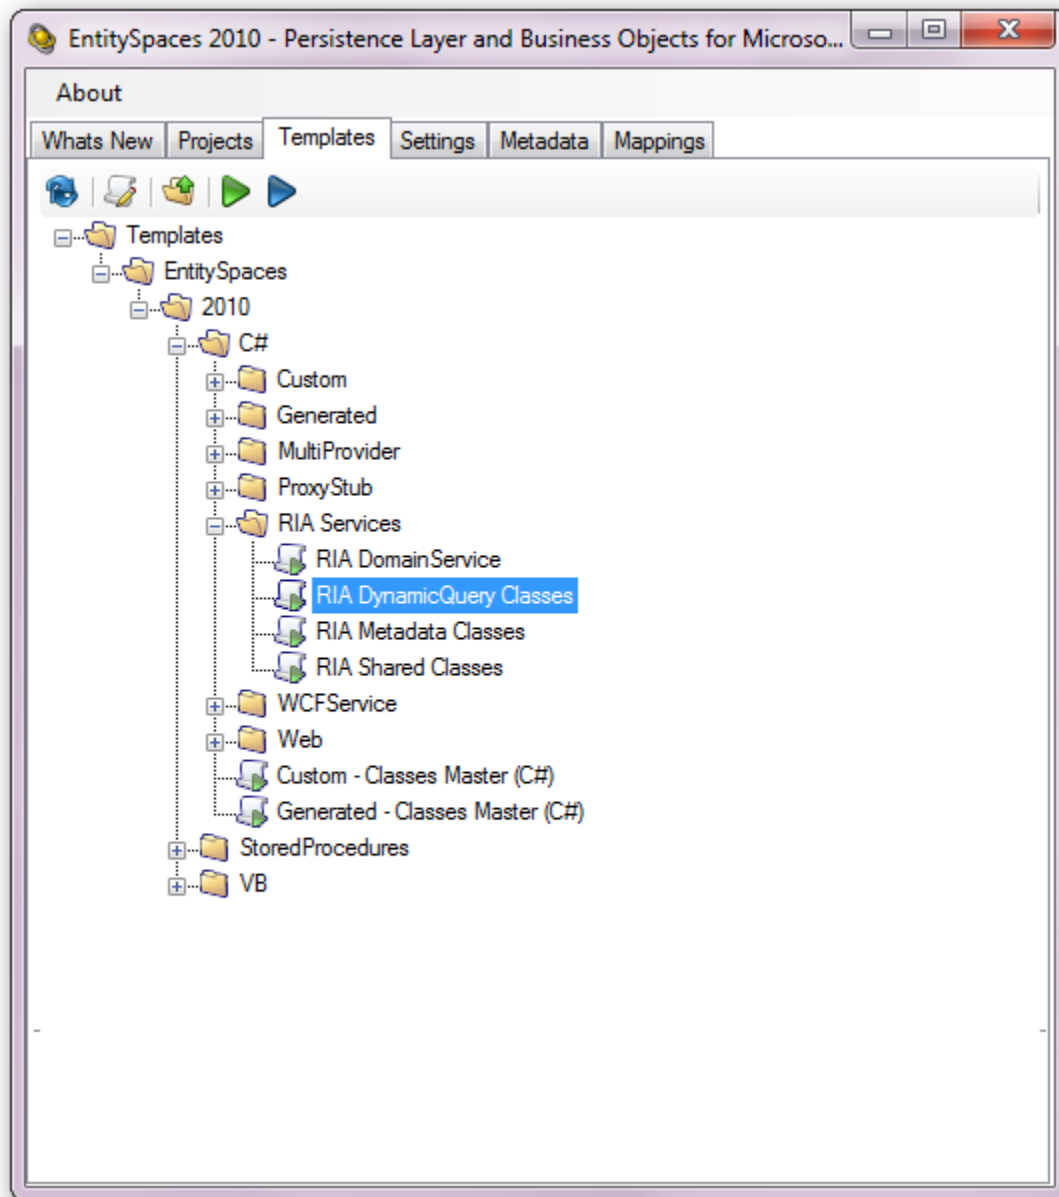 EntitySpaces 2010 - Persistence Layer and Business Objects for Microso...
About
Whats New Projects Templates Settings Metadata Mappings
Templates
EntitySpaces
2010
C#
Custom
Generated
MultiProvider
ProxyStub
RIA Services
RIA DomainService
RIA DynamicQuery Classes
RIA Metadata Classes
RIA Shared Classes
WCFService
Web
Custom - Classes Master (C#)
Generated - Classes Master (C#)
StoredProcedures
VB